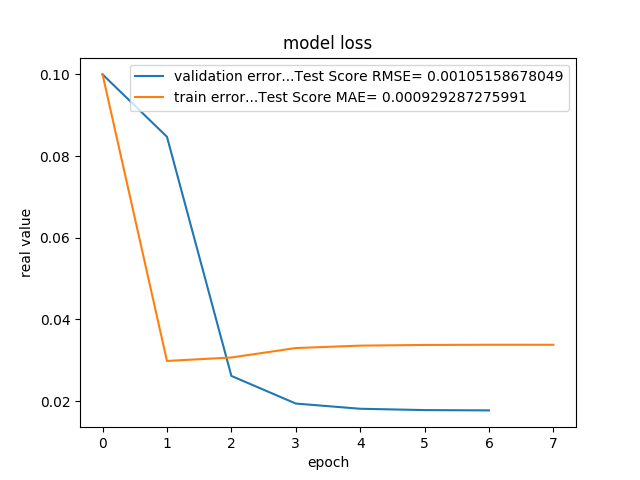 model loss
validation error...Test Score RMSE= 0.00105158678049
train error...Test Score MAE= 0.000929287275991
0.10
0.08
0.06
0.04
0.02
real value
0 1 2 3 4 5 6 7
epoch